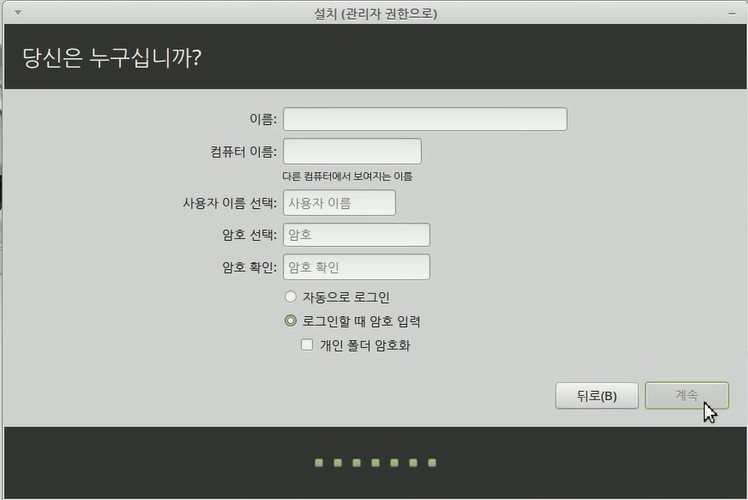 설치 (관리자 권한으로)
당신은 누구십니까?
이름:
컴퓨터 이름:
다른 컴퓨터에서 보여지는 이름
사용자 이름 선택: 사용자 이름
암호 선택: 암호
암호 확인: 암호 확인
자동으로 로그인
로그인할 때 암호 입력
개인 폴더 암호화
뒤로(B) 계속